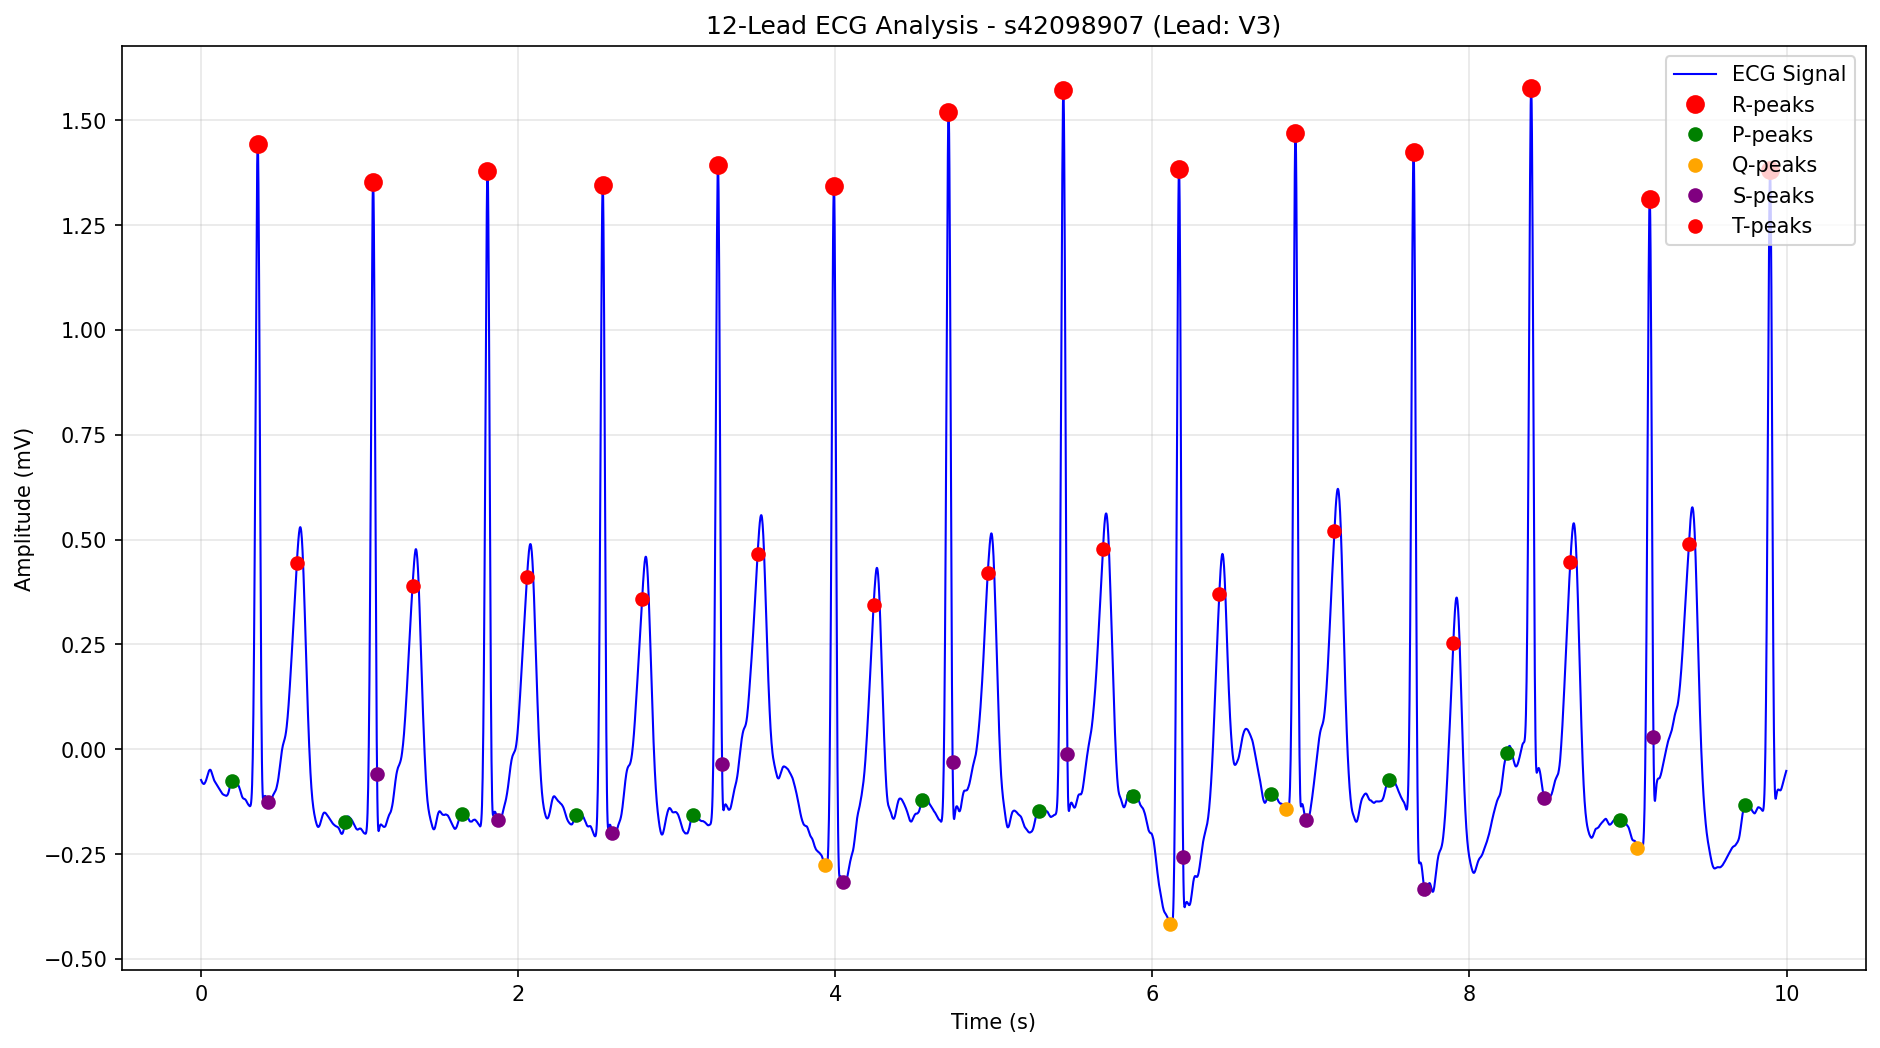 12-Lead ECG Analysis - s42098907 (Lead: V3)
ECG Signal
R-peaks
P-peaks
Q-peaks
S-peaks
T-peaks
Amplitude (mV)
1.50
1.25
1.00
0.75
0.50
0.25
0.00
−0.25
−0.50
0 2 4 6 8 10
Time (s)